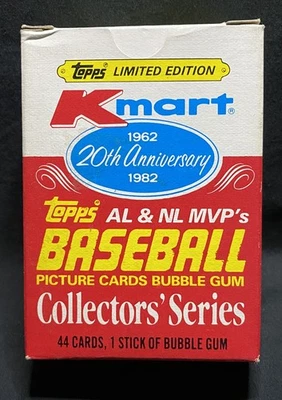 Topps LIMITED EDITION
Kmart®
1962
20th Anniversary
1982
Topps® AL & NL MVP's
BASEBALL
PICTURE CARDS BUBBLE GUM
Collectors' Series
44 CARDS, 1 STICK OF BUBBLE GUM